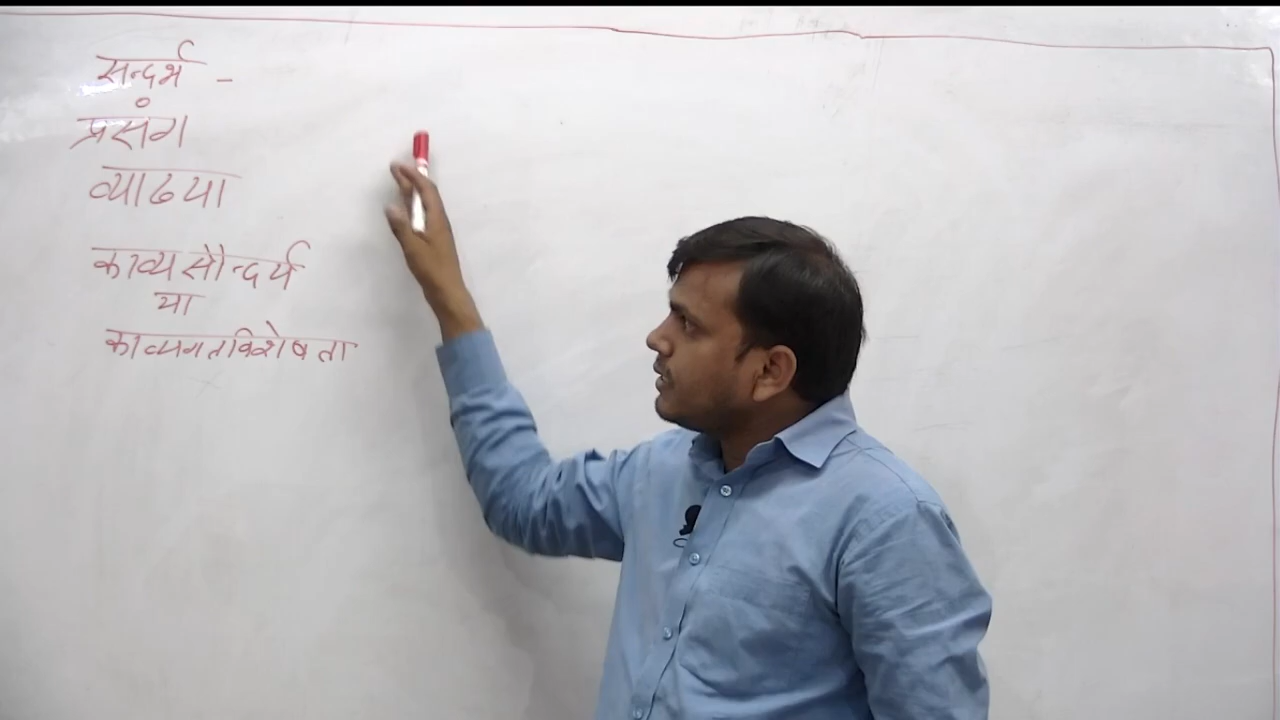 सन्दर्भ -
प्रसंग
व्याख्या
काव्य सौन्दर्य
या
काव्यगत विशेषता